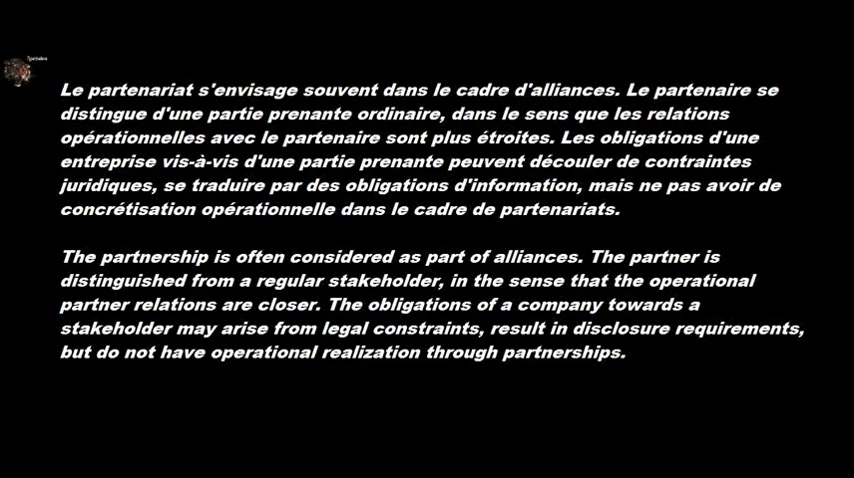 Le partenariat s'envisage souvent dans le cadre d'alliances. Le partenaire se
distingue d'une partie prenante ordinaire, dans le sens que les relations
opérationnelles avec le partenaire sont plus étroites. Les obligations d'une
entreprise vis-à-vis d'une partie prenante peuvent découler de contraintes
juridiques, se traduire par des obligations d'information, mais ne pas avoir de
concrétisation opérationnelle dans le cadre de partenariats.
The partnership is often considered as part of alliances. The partner is
distinguished from a regular stakeholder, in the sense that the operational
partner relations are closer. The obligations of a company towards a
stakeholder may arise from legal constraints, result in disclosure requirements,
but do not have operational realization through partnerships.